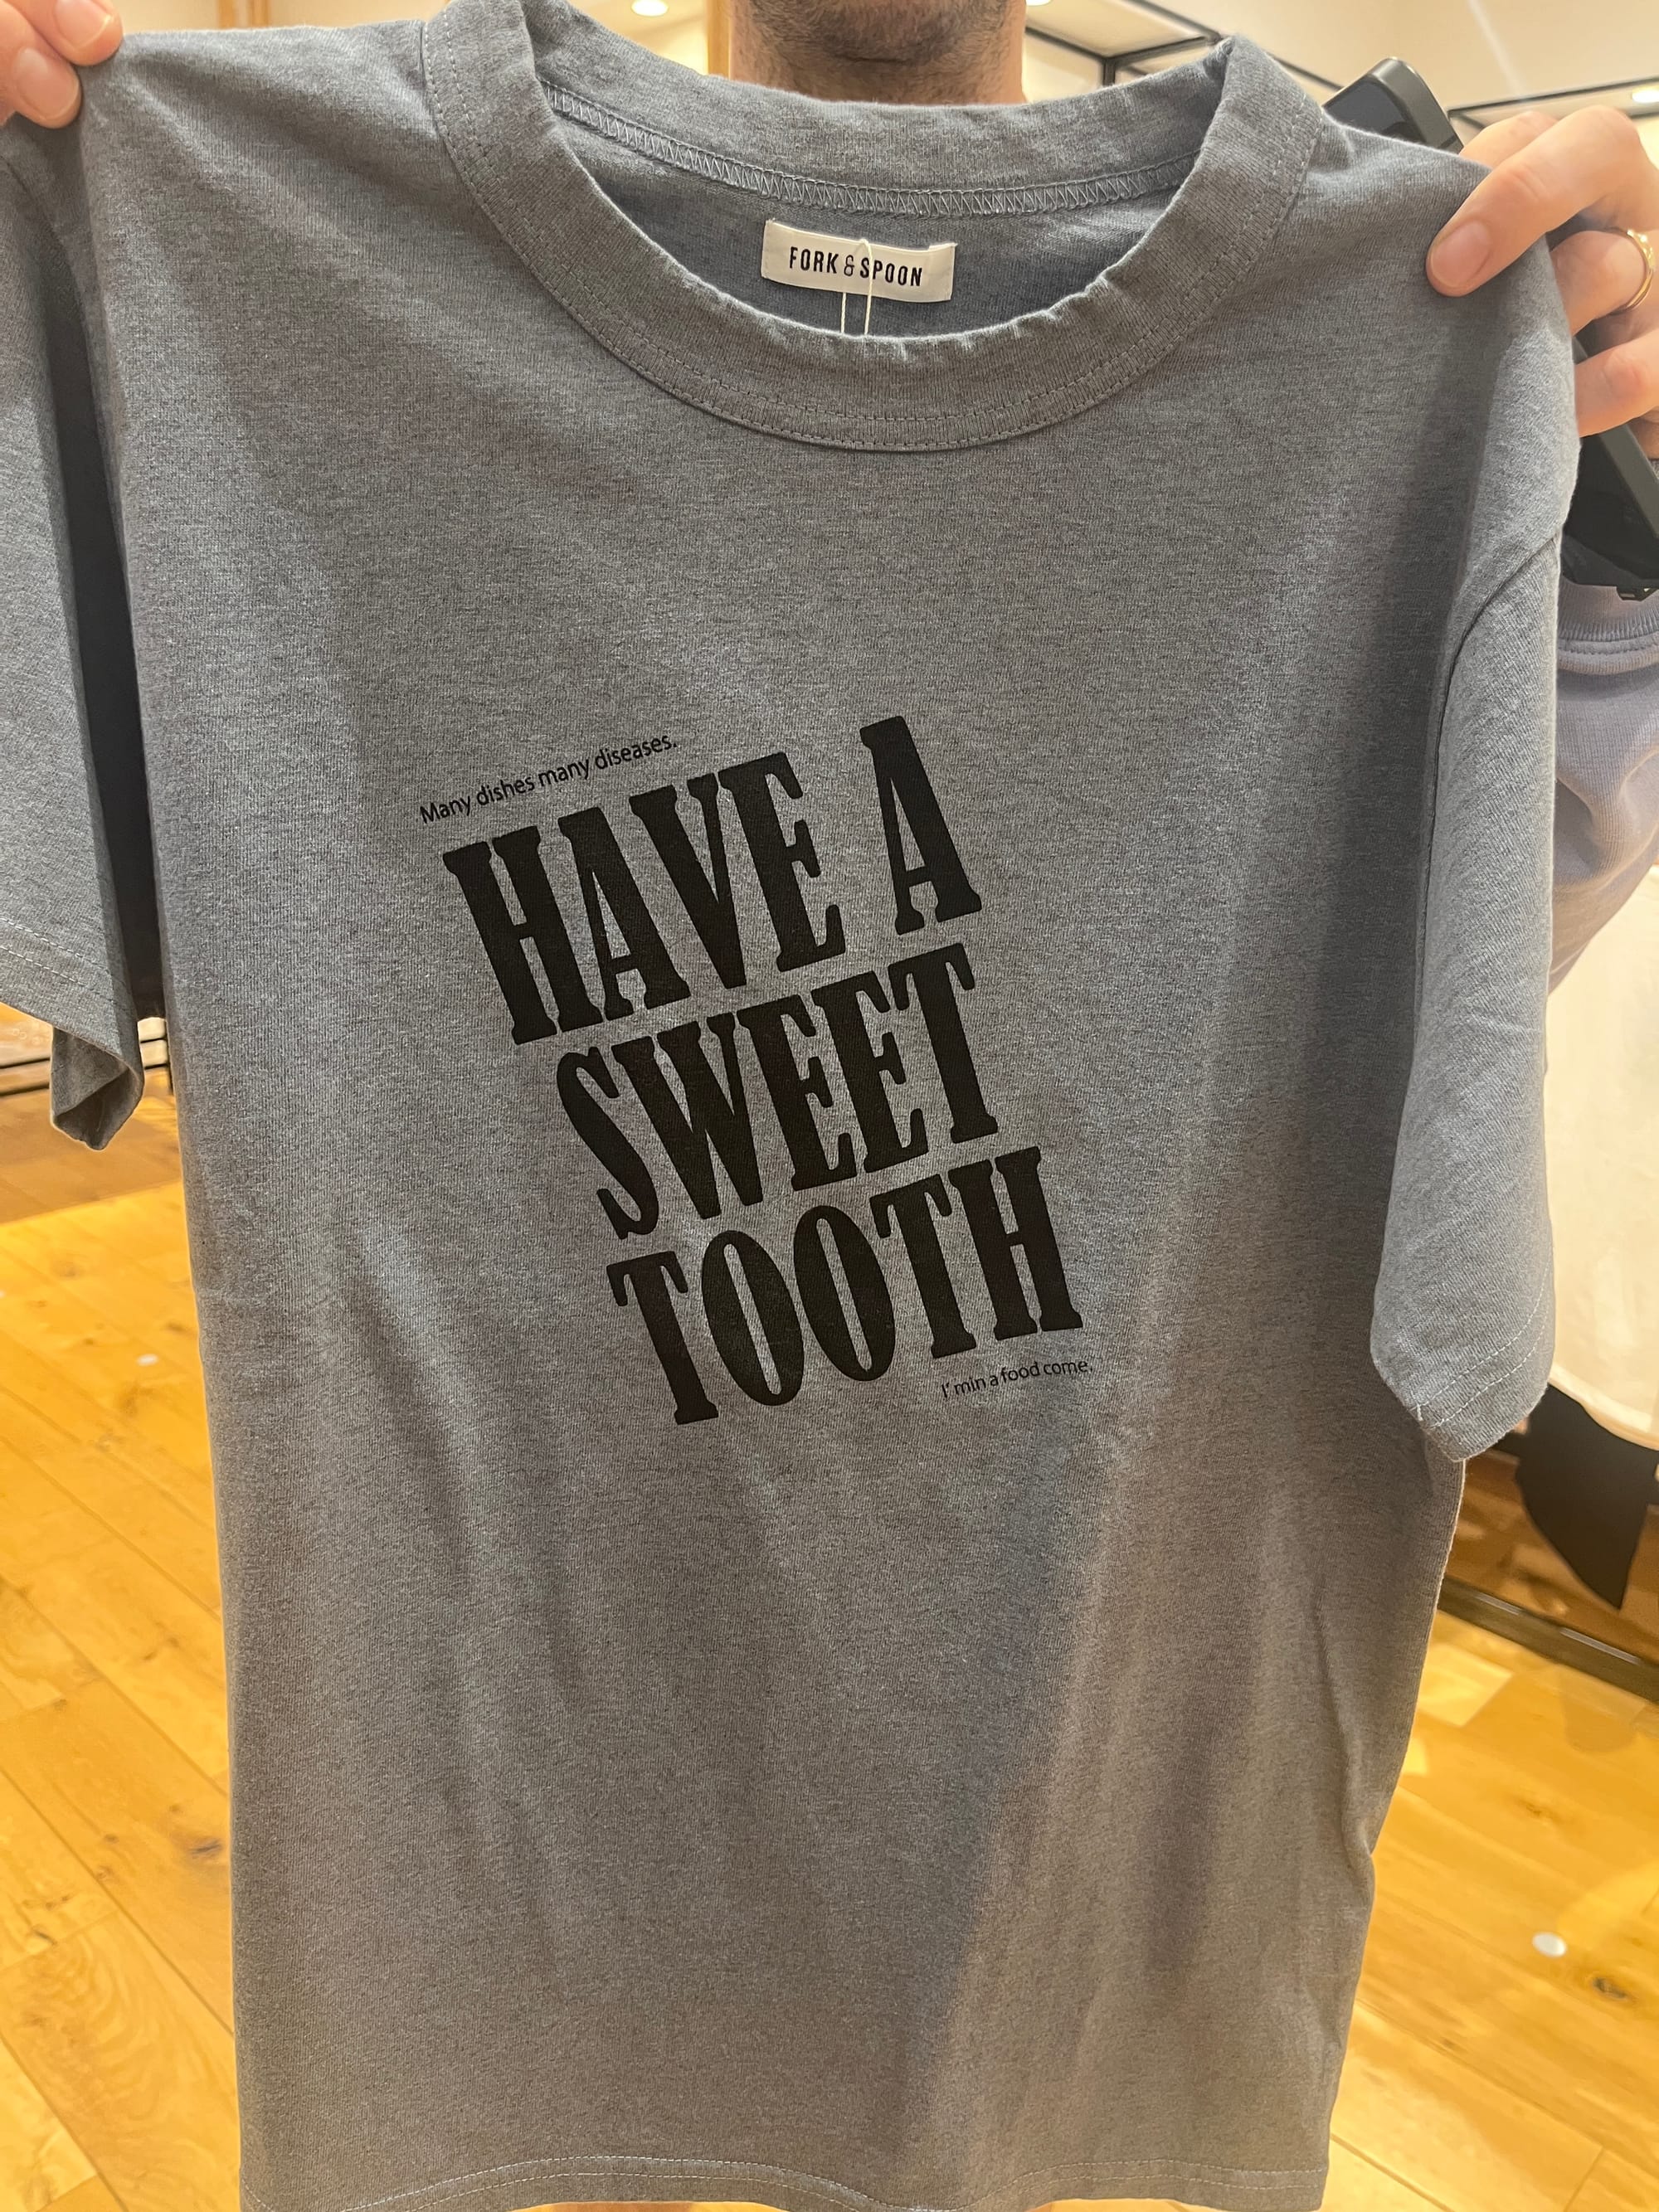 FORK & SPOON
Many dishes many diseases.
HAVE A
SWEET
TOOTH
I' min a food come.